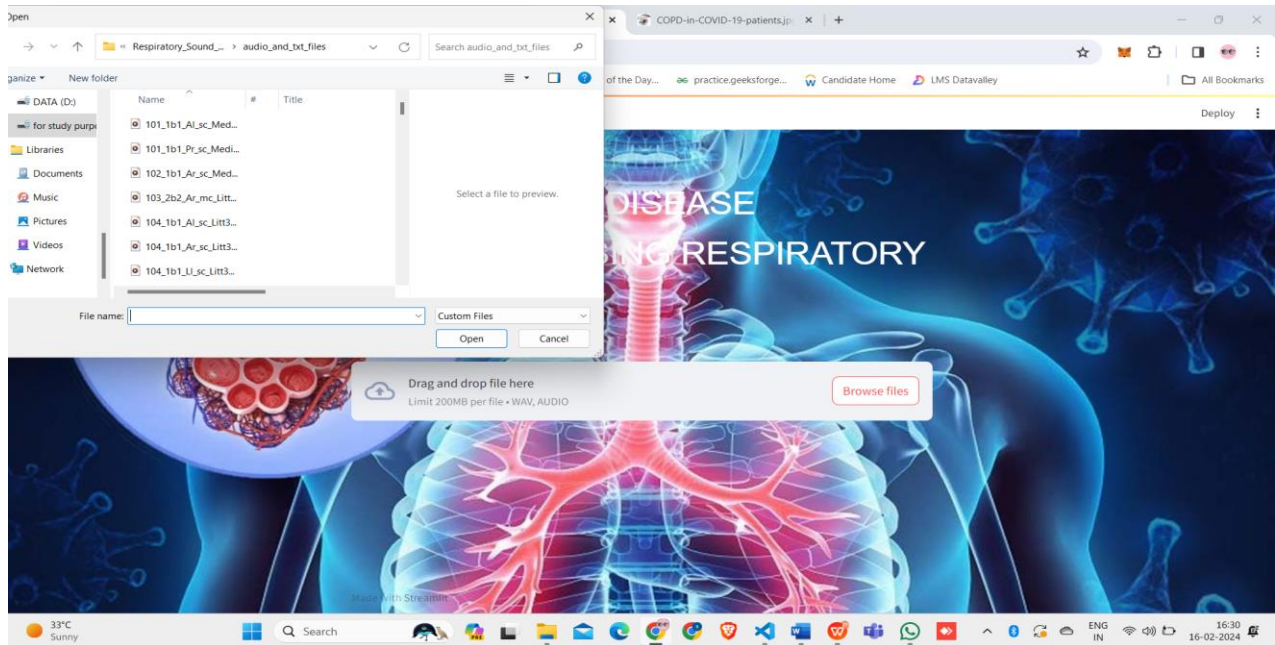 Open
COPD-in-COVID-19-patients.jp
« Respiratory_Sound_... › audio_and_txt_files
Search audio_and_txt_files
ganize
New folder
of the Day...
practice.geeksforge...
Candidate Home
LMS Datavalley
All Bookmarks
DATA (D:)
for study purp
Libraries
Documents
Music
Pictures
Videos
Network
Name
#
Title
101_1b1_Al_sc_Med...
101_1b1_Pr_sc_Medi...
102_1b1_Ar_sc_Med...
103_2b2_Ar_mc_Litt...
104_1b1_Al_sc_Litt3...
104_1b1_Ar_sc_Litt3...
104_1b1_Ll_sc_Litt3...
Select a file to preview.
Deploy
DISEASE
ING RESPIRATORY
File name:
Custom Files
Open
Cancel
Drag and drop file here
Limit 200MB per file • WAV, AUDIO
Browse files
Made with Streamlit
33°C
Sunny
Search
ENG
IN
16:30
16-02-2024